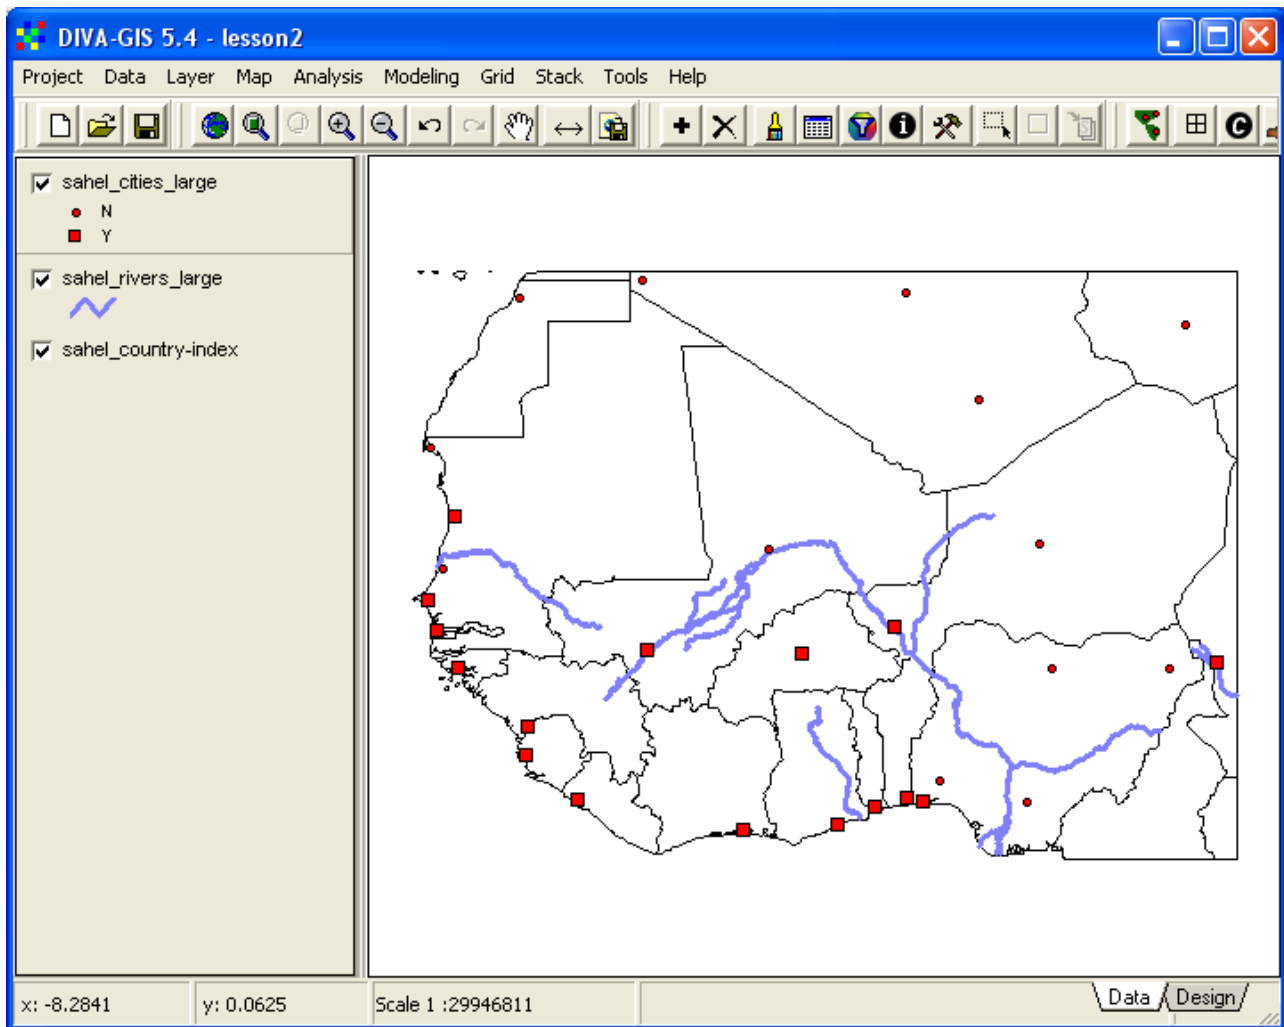 DIVA-GIS 5.4 - lesson2
Project Data Layer Map Analysis Modeling Grid Stack Tools Help
sahel_cities_large
N
Y
sahel_rivers_large
sahel_country-index
x: -8.2841 y: 0.0625 Scale 1 :29946811 Data Design